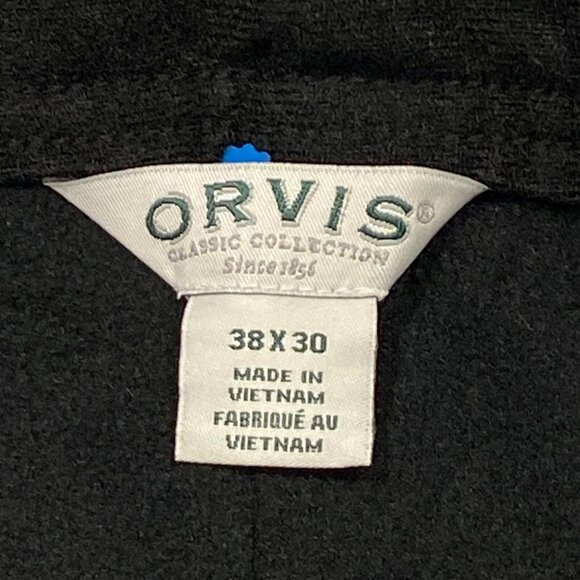 ORVIS®
CLASSIC COLLECTION
Since 1856
38 X 30
MADE IN
VIETNAM
FABRIQUÉ AU
VIETNAM